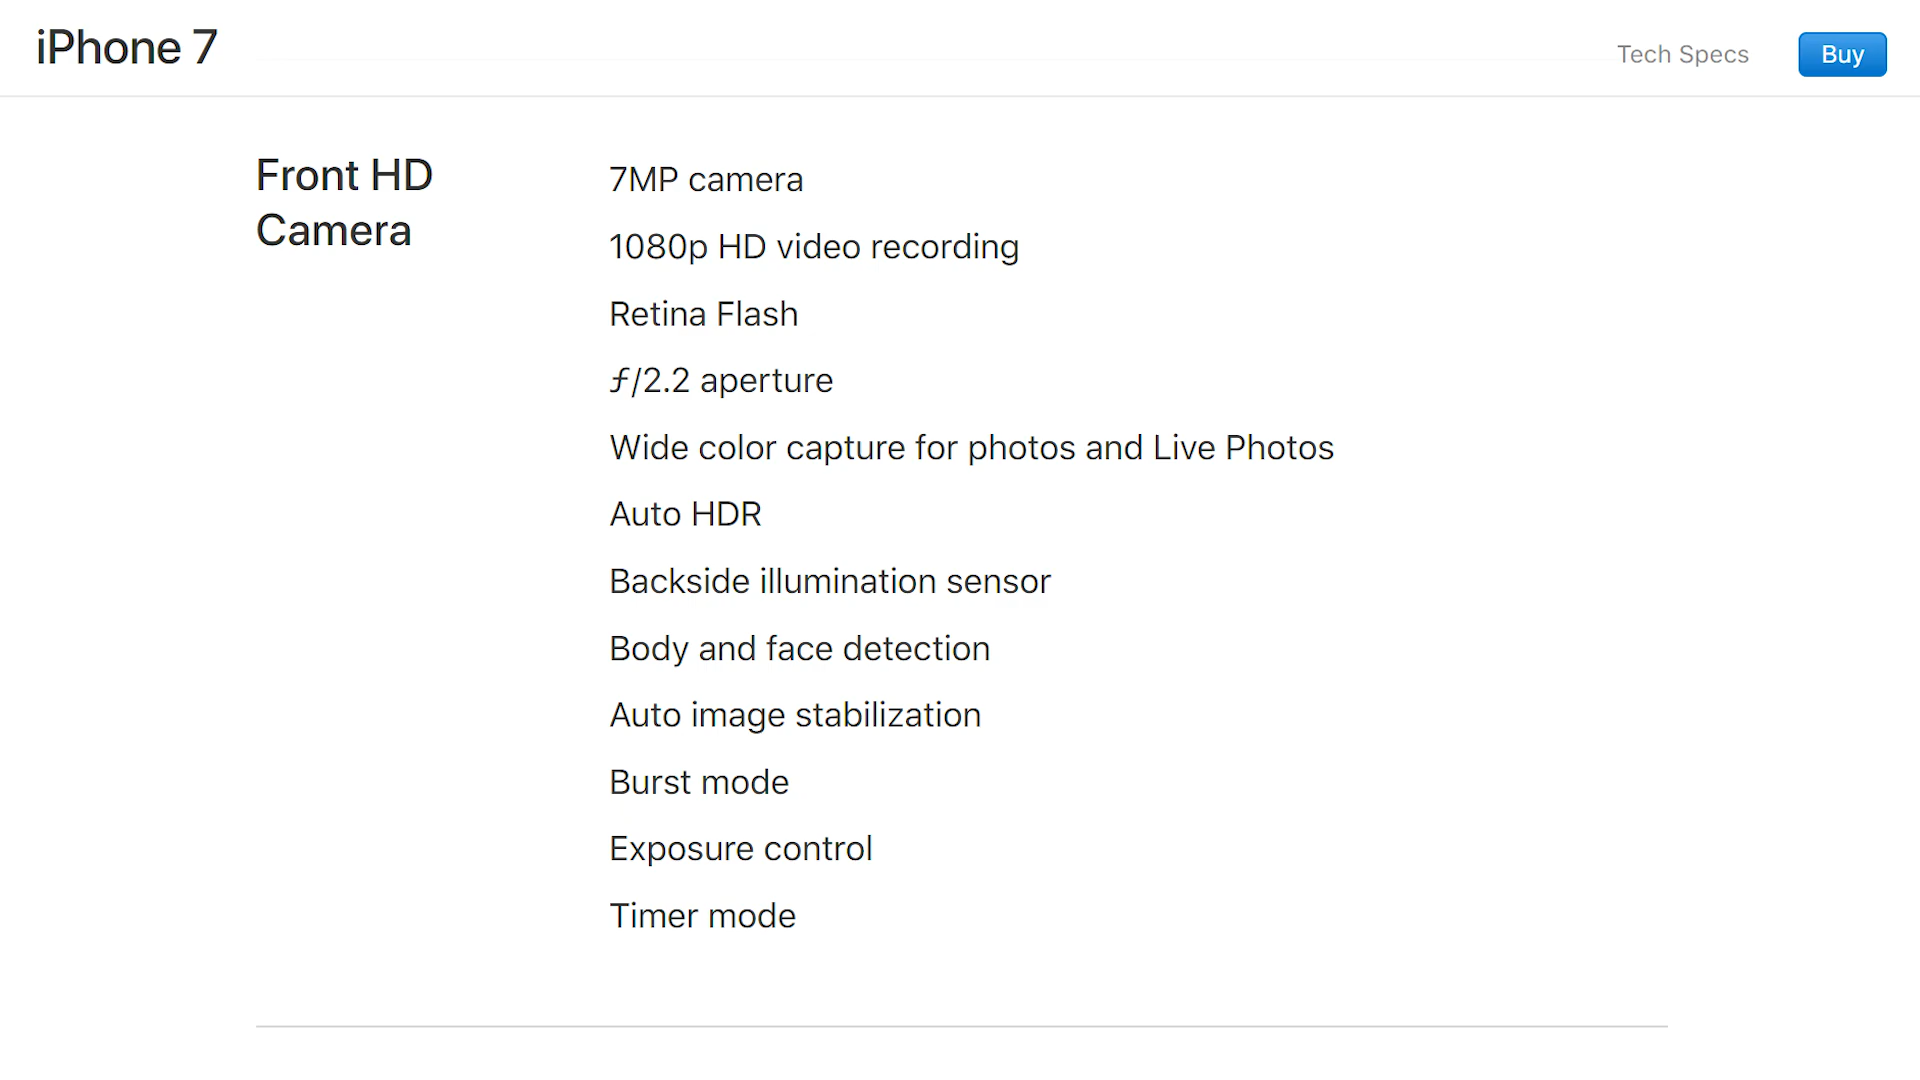 iPhone 7
Tech Specs
Buy
Front HD
Camera
7MP camera
1080p HD video recording
Retina Flash
ƒ/2.2 aperture
Wide color capture for photos and Live Photos
Auto HDR
Backside illumination sensor
Body and face detection
Auto image stabilization
Burst mode
Exposure control
Timer mode